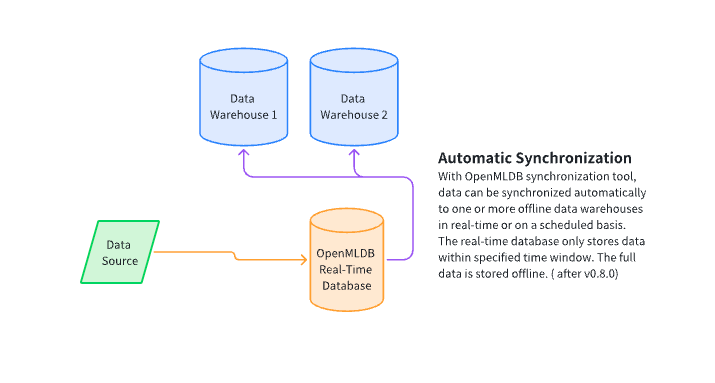 Data
Warehouse 1
Data
Warehouse 2
Automatic Synchronization
With OpenMLDB synchronization tool,
data can be synchronized automatically
to one or more offline data warehouses
in real-time or on a scheduled basis.
The real-time database only stores data
within specified time window. The full
data is stored offline. ( after v0.8.0)
Data
Source
OpenMLDB
Real-Time
Database